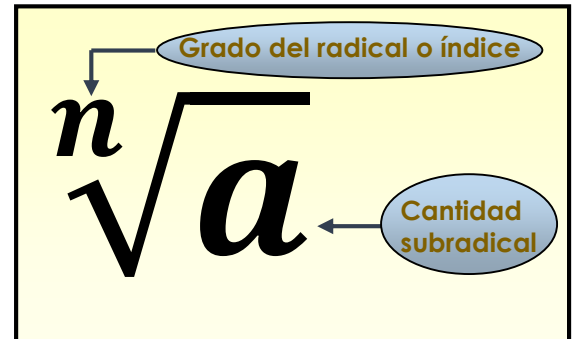 Grado del radical o índice
n
√a
Cantidad
subradical